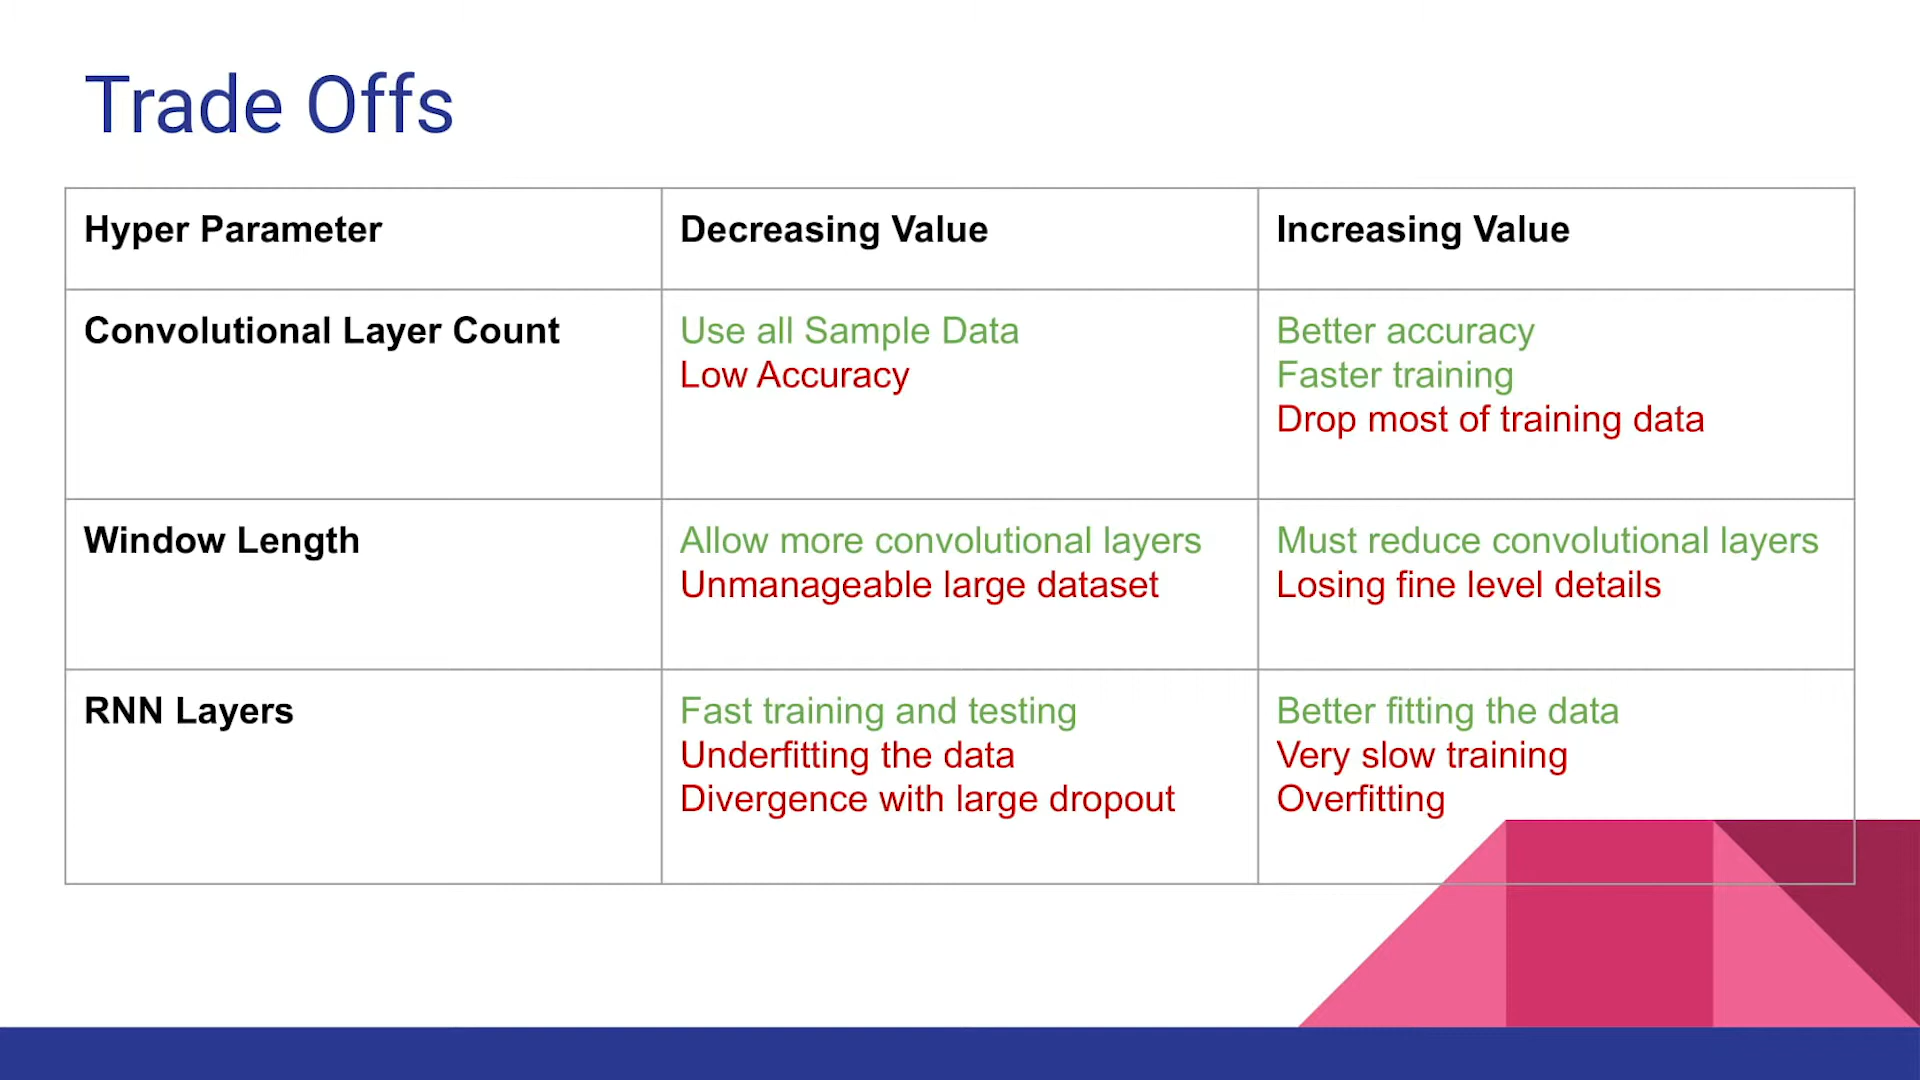 Trade Offs
Hyper Parameter
Decreasing Value
Increasing Value
Convolutional Layer Count
Use all Sample Data
Low Accuracy
Better accuracy
Faster training
Drop most of training data
Window Length
Allow more convolutional layers
Unmanageable large dataset
Must reduce convolutional layers
Losing fine level details
RNN Layers
Fast training and testing
Underfitting the data
Divergence with large dropout
Better fitting the data
Very slow training
Overfitting